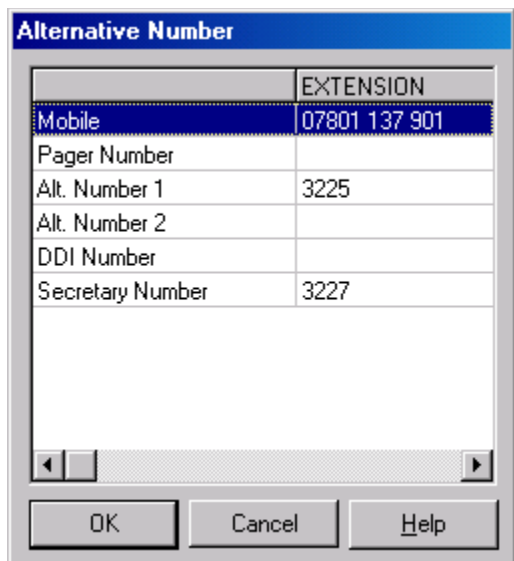 Alternative Number
EXTENSION
Mobile 07801 137 901
Pager Number
Alt. Number 1 3225
Alt. Number 2
DDI Number
Secretary Number 3227
OK Cancel Help